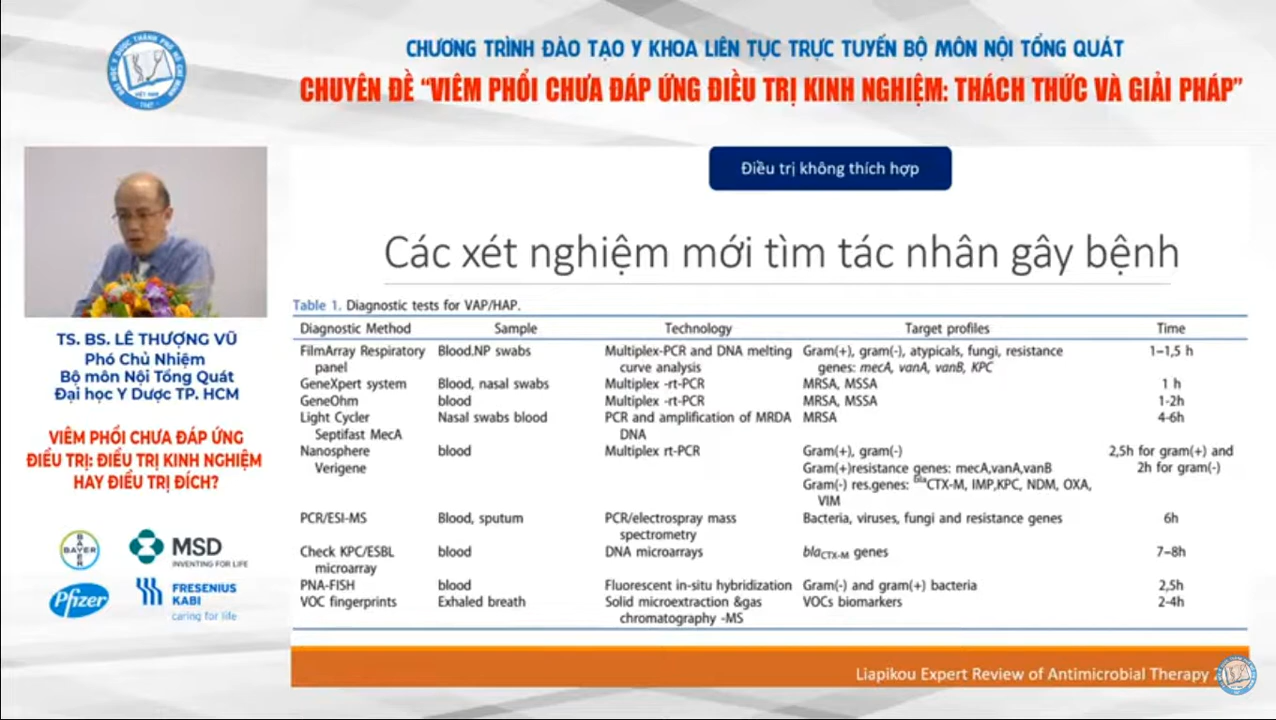 CHƯƠNG TRÌNH ĐÀO TẠO Y KHOA LIÊN TỤC TRỰC TUYẾN BỘ MÔN NỘI TỔNG QUÁT
CHUYÊN ĐỀ “VIÊM PHỔI CHƯA ĐÁP ỨNG ĐIỀU TRỊ KINH NGHIỆM: THÁCH THỨC VÀ GIẢI PHÁP”
TS. BS. LÊ THƯỢNG VŨ
Phó Chủ Nhiệm
Bộ môn Nội Tổng Quát
Đại học Y Dược TP. HCM
VIÊM PHỔI CHƯA ĐÁP ỨNG
ĐIỀU TRỊ: ĐIỀU TRỊ KINH NGHIỆM
HAY ĐIỀU TRỊ ĐÍCH?
BAYER
MSD
INVENTING FOR LIFE
Pfizer
FRESENIUS
KABI
caring for life
Điều trị không thích hợp
Các xét nghiệm mới tìm tác nhân gây bệnh
Table 1. Diagnostic tests for VAP/HAP.
Diagnostic Method Sample Technology Target profiles Time
FilmArray Respiratory Blood.NP swabs Multiplex-PCR and DNA melting Gram(+), gram(-), atypicals, fungi, resistance 1–1,5 h
panel curve analysis genes: mecA, vanA, vanB, KPC
GeneXpert system Blood, nasal swabs Multiplex -rt-PCR MRSA, MSSA 1 h
GeneOhm blood Multiplex -rt-PCR MRSA, MSSA 1-2h
Light Cycler Nasal swabs blood PCR and amplification of MRDA MRSA 4-6h
Septifast MecA DNA
Nanosphere blood Multiplex rt-PCR Gram(+), gram(-) 2,5h for gram(+) and
Verigene Gram(+)resistance genes: mecA,vanA,vanB 2h for gram(-)
Gram(-) res.genes: BlaCTX-M, IMP,KPC, NDM, OXA,
VIM
PCR/ESI-MS Blood, sputum PCR/electrospray mass Bacteria, viruses, fungi and resistance genes 6h
spectrometry
Check KPC/ESBL blood DNA microarrays blaCTX-M genes 7–8h
microarray
PNA-FISH blood Fluorescent in-situ hybridization Gram(-) and gram(+) bacteria 2,5h
VOC fingerprints Exhaled breath Solid microextraction &gas VOCs biomarkers 2-4h
chromatography -MS
Liapikou Expert Review of Antimicrobial Therapy